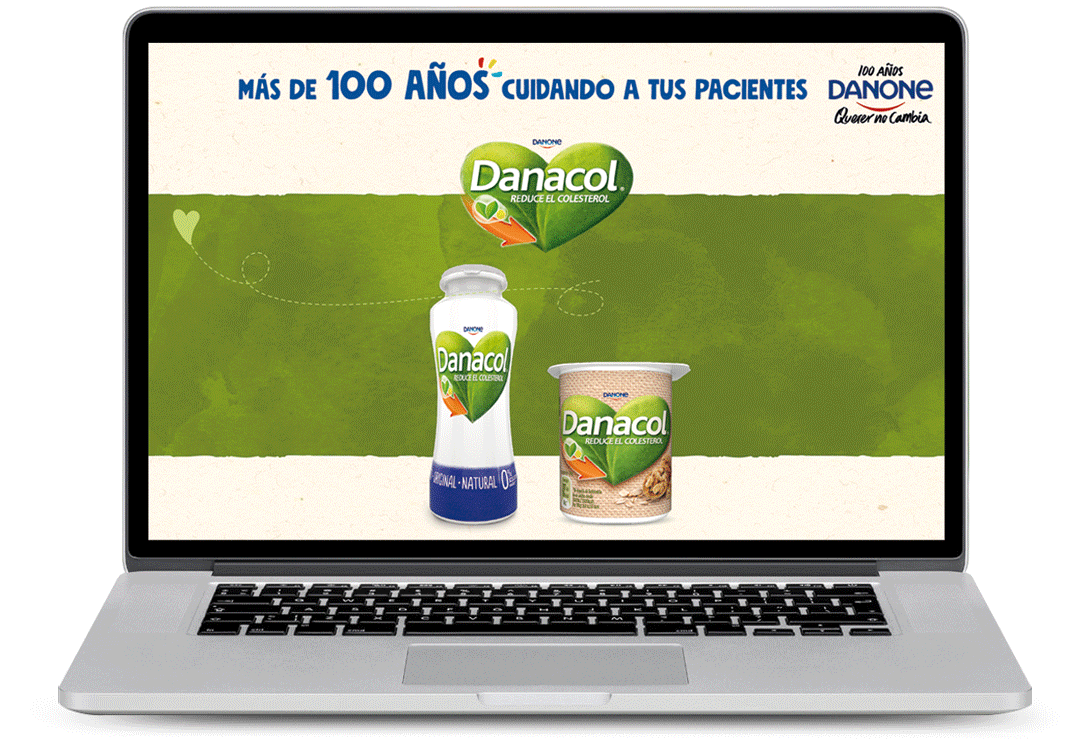 MÁS DE 100 AÑOS CUIDANDO A TUS PACIENTES
100 AÑOS
DANONE
Querer no Cambia
DANONE
Danacol®
REDUCE EL COLESTEROL
DANONE
Danacol
REDUCE EL COLESTEROL
ORIGINAL · NATURAL 0%
DANONE
Danacol
REDUCE EL COLESTEROL